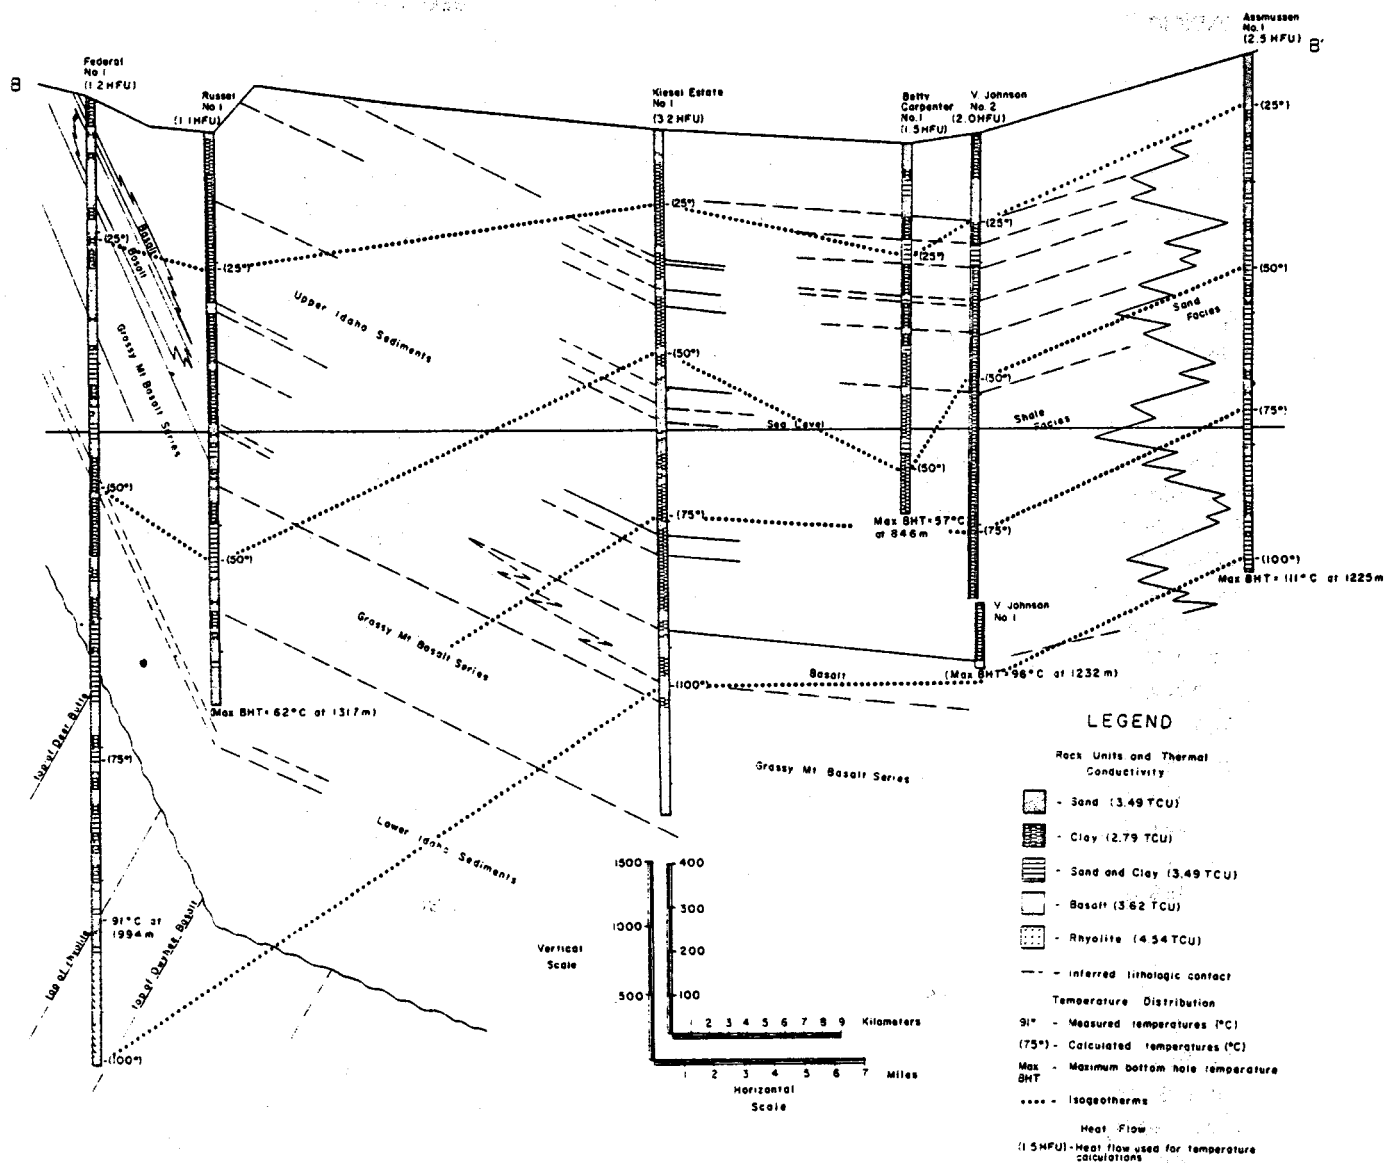 B
Federal
No 1
(1.2 HFU)
Russel
No 1
(1.1 HFU)
Kiesel Estate
No 1
(3.2 HFU)
Betty
Carpenter
No.1
(1.5 HFU)
V Johnson
No. 2
(2.0 HFU)
Assmussen
No. 1
(2.5 HFU)
B'
(25°)
(25°)
(25°)
(25°)
(25°)
(25°)
Basalt
Basalt
Grassy Mt Basalt Series
Upper Idaho Sediments
(50°)
(50°)
(50°)
(50°)
(50°)
(50°)
Sand
Facies
Shale
Facies
Sea Level
(75°)
(75°)
(75°)
(75°)
Max BHT = 57°C
at 846m
Max BHT = 111°C at 1225m
V Johnson
No 1
(Max BHT = 96°C at 1232m)
Max BHT = 62°C at 1317m)
Grassy Mt Basalt Series
(100°)
(100°)
(100°)
Basalt
Grassy Mt Basalt Series
Lower Idaho Sediments
top of Deer Butte
91°C at
1994m
top of rhyolite
top of Owyhee Basalt
Vertical
Scale
1500
1000
500
400
300
200
100
1 2 3 4 5 6 7 8 9 Kilometers
1 2 3 4 5 6 7 Miles
Horizontal
Scale
LEGEND
Rock Units and Thermal
Conductivity
- Sand (3.49 TCU)
- Clay (2.79 TCU)
- Sand and Clay (3.49 TCU)
- Basalt (3.62 TCU)
- Rhyolite (4.54 TCU)
- Inferred lithologic contact
Temperature Distribution
91° - Measured temperatures (°C)
(75°) - Calculated temperatures (°C)
Max - Maximum bottom hole temperature
BHT
- Isogeotherms
Heat Flow
(1.5 HFU) - Heat flow used for temperature
calculations